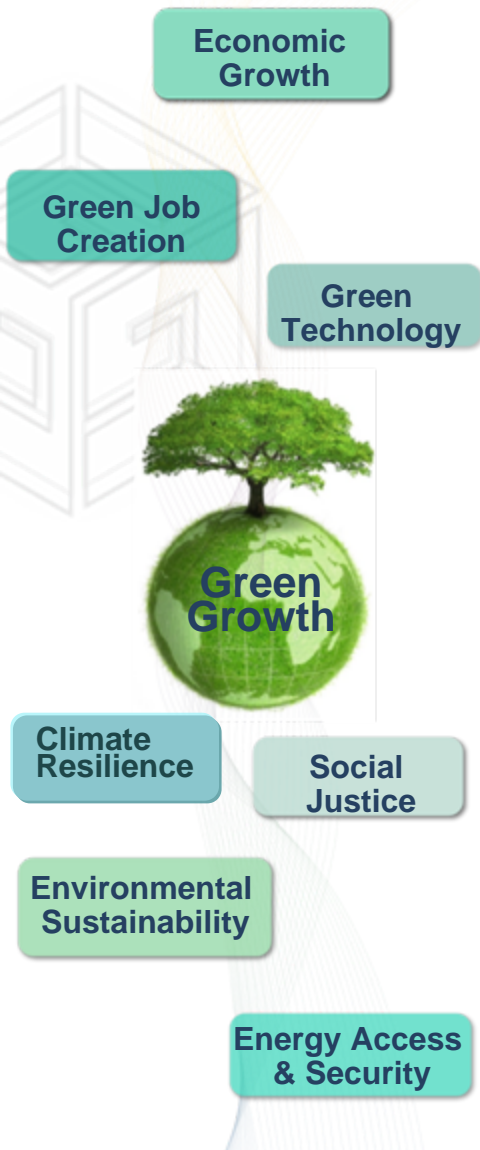 Economic
Growth
Green Job
Creation
Green
Technology
Green
Growth
Climate
Resilience
Social
Justice
Environmental
Sustainability
Energy Access
& Security